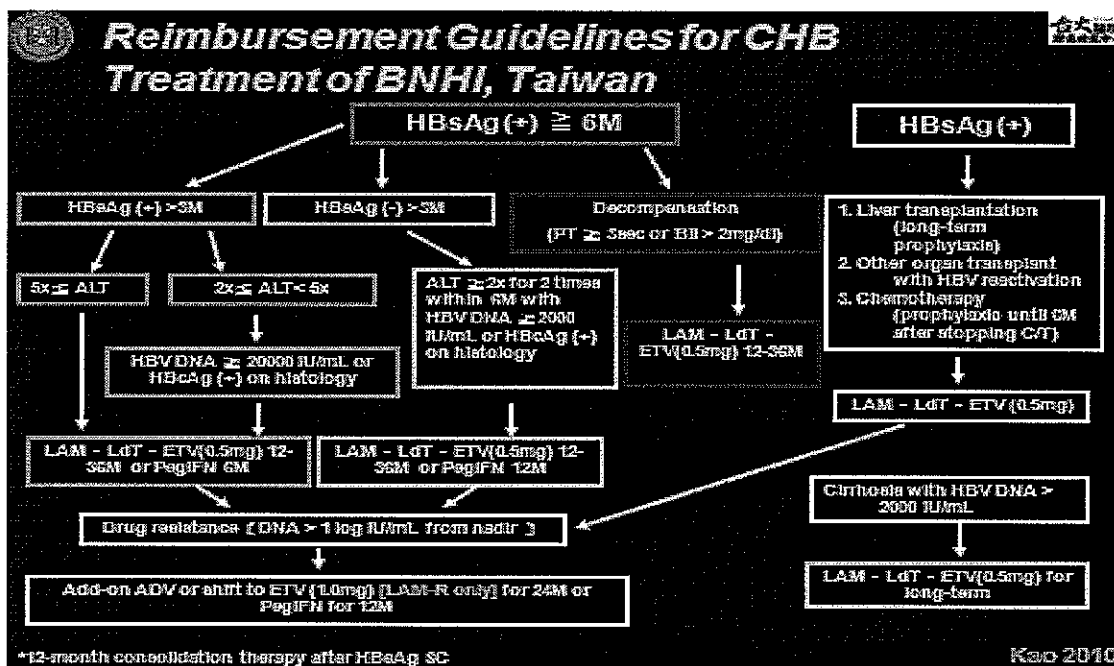 Reimbursement Guidelines for CHB
Treatment of BNHI, Taiwan
HBsAg (+) ≧ 6M
HBsAg (+)
HBeAg (+) >3M
HBeAg (-) >3M
Decompensation
(PT ≧ 3sec or Bil > 2mg/dl)
1. Liver transplantation
(long-term
prophylaxis)
2. Other organ transplant
with HBV reactivation
3. Chemotherapy
(prophylaxis until 6M
after stopping C/T)
5x ≦ ALT
2x ≦ ALT< 5x
ALT ≧2x for 2 times
within 6M with
HBV DNA ≧2000
IU/mL or HBcAg (+)
on histology
LAM - LdT -
ETV(0.5mg) 12-36M
HBV DNA ≧ 20000 IU/mL or
HBcAg (+) on histology
LAM - LdT - ETV(0.5mg)
LAM - LdT - ETV(0.5mg) 12-
36M or PegIFN 6M
LAM - LdT - ETV(0.5mg) 12-
36M or PegIFN 12M
Cirrhosis with HBV DNA >
2000 IU/mL
Drug resistance ( DNA > 1 log IU/mL from nadir )
Add-on ADV or shift to ETV (1.0mg) [LAM-R only] for 24M or
PegIFN for 12M
LAM - LdT - ETV(0.5mg) for
long-term
*12-month consolidation therapy after HBeAg SC
Kao 2010